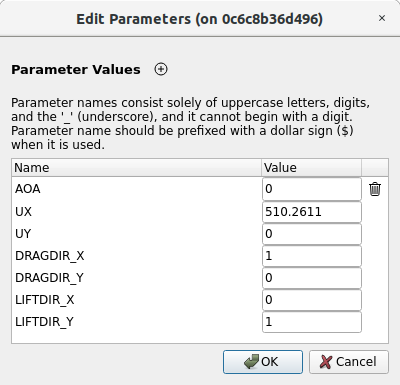 Edit Parameters (on 0c6c8b36d496)
Parameter Values
Parameter names consist solely of uppercase letters, digits,
and the '_' (underscore), and it cannot begin with a digit.
Parameter name should be prefixed with a dollar sign ($)
when it is used.
Name Value
AOA 0
UX 510.2611
UY 0
DRAGDIR_X 1
DRAGDIR_Y 0
LIFTDIR_X 0
LIFTDIR_Y 1
OK Cancel